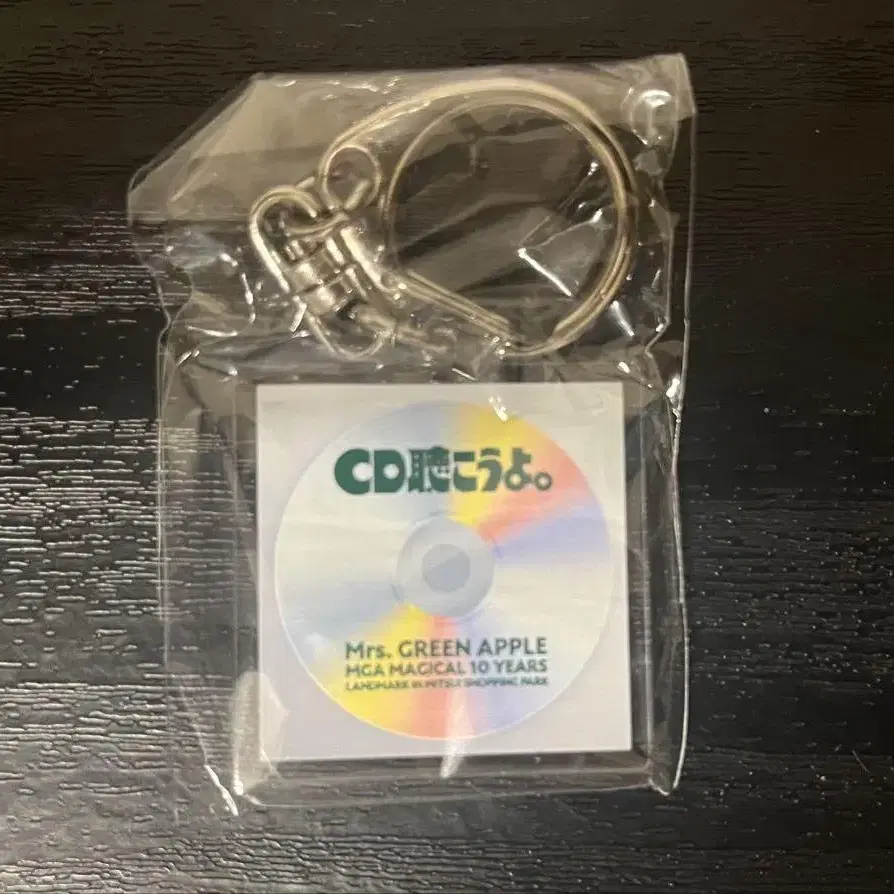 CD聴こうよ。
Mrs. GREEN APPLE
MGA MAGICAL 10 YEARS
LANDMARK IN MITSUI SHOPPING PARK